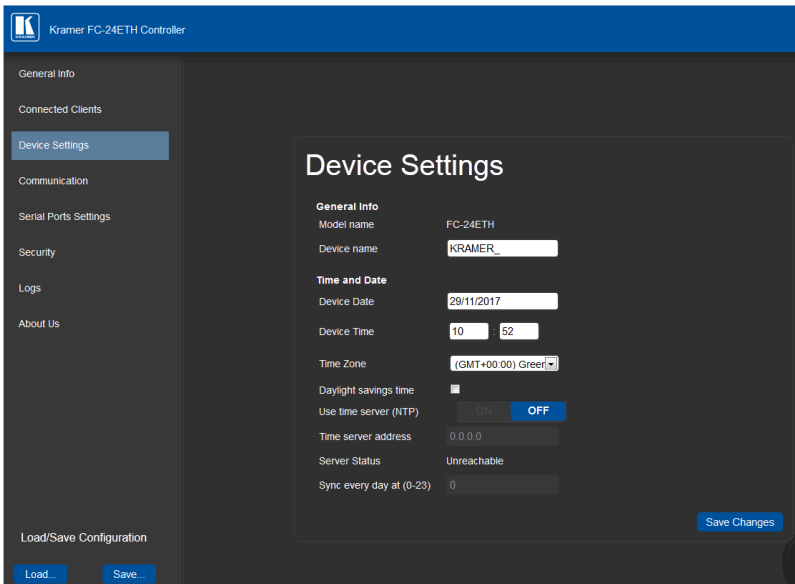 KRAMER
Kramer FC-24ETH Controller
General Info
Connected Clients
Device Settings
Communication
Serial Ports Settings
Security
Logs
About Us
Load/Save Configuration
Load... Save...
Device Settings
General Info
Model name FC-24ETH
Device name KRAMER_
Time and Date
Device Date 29/11/2017
Device Time 10 : 52
Time Zone (GMT+00:00) Green
Daylight savings time
Use time server (NTP) ON OFF
Time server address 0.0.0.0
Server Status Unreachable
Sync every day at (0-23) 0
Save Changes